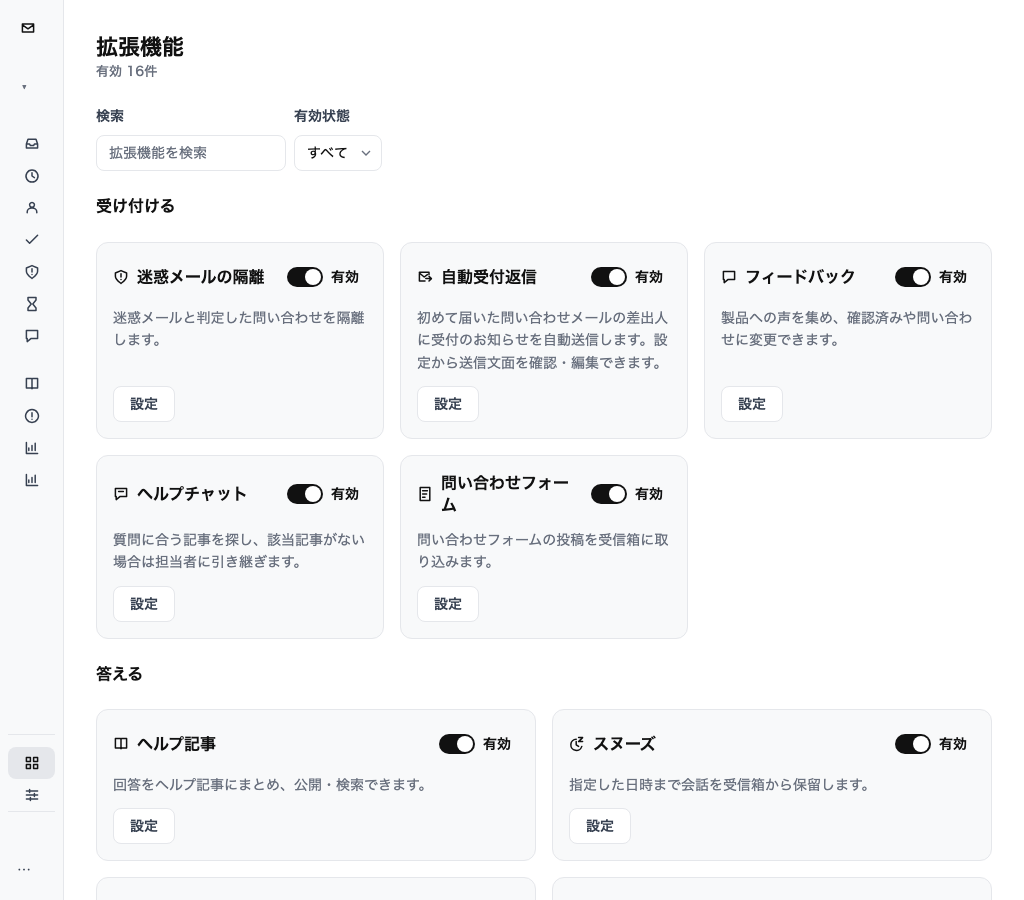 拡張機能
有効 16件
検索
有効状態
拡張機能を検索
すべて
受け付ける
迷惑メールの隔離
有効
迷惑メールと判定した問い合わせを隔離
します。
設定
自動受付返信
有効
初めて届いた問い合わせメールの差出人
に受付のお知らせを自動送信します。設
定から送信文面を確認・編集できます。
設定
フィードバック
有効
製品への声を集め、確認済みや問い合わ
せに変更できます。
設定
ヘルプチャット
有効
質問に合う記事を探し、該当記事がない
場合は担当者に引き継ぎます。
設定
問い合わせフォー
ム
有効
問い合わせフォームの投稿を受信箱に取
り込みます。
設定
答える
ヘルプ記事
有効
回答をヘルプ記事にまとめ、公開・検索できます。
設定
スヌーズ
有効
指定した日時まで会話を受信箱から保留します。
設定